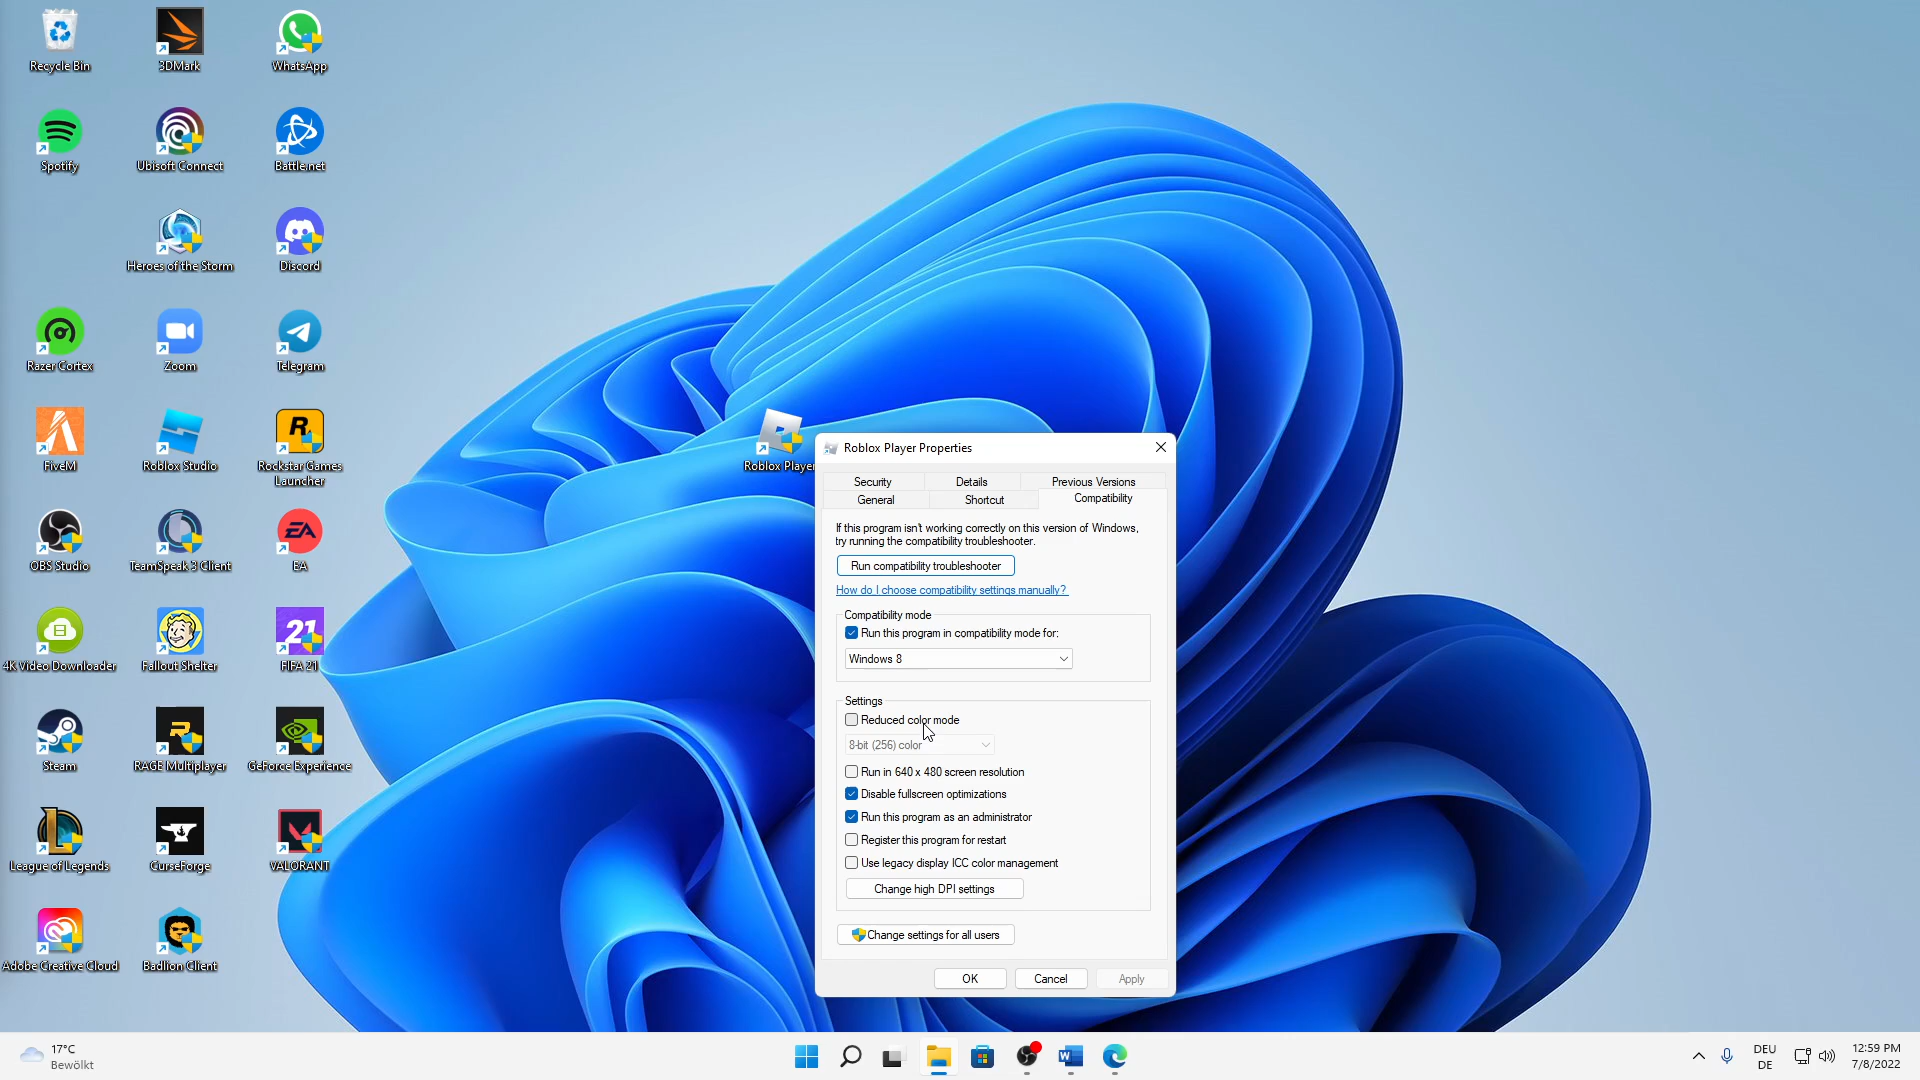 Recycle Bin
3DMark
WhatsApp
Spotify
Ubisoft Connect
Battle.net
Heroes of the Storm
Discord
Razer Cortex
Zoom
Telegram
FiveM
Roblox Studio
Rockstar Games
Launcher
OBS Studio
TeamSpeak 3 Client
EA
4K Video Downloader
Fallout Shelter
FIFA 21
Steam
RAGE Multiplayer
GeForce Experience
League of Legends
CurseForge
VALORANT
Adobe Creative Cloud
Badlion Client
Roblox Player
Roblox Player Properties
Security
Details
Previous Versions
General
Shortcut
Compatibility
If this program isn't working correctly on this version of Windows,
try running the compatibility troubleshooter.
Run compatibility troubleshooter
How do I choose compatibility settings manually?
Compatibility mode
Run this program in compatibility mode for:
Windows 8
Settings
Reduced color mode
8-bit (256) color
Run in 640 x 480 screen resolution
Disable fullscreen optimizations
Run this program as an administrator
Register this program for restart
Use legacy display ICC color management
Change high DPI settings
Change settings for all users
OK
Cancel
Apply
17°C
Bewölkt
DEU
DE
12:59 PM
7/8/2022